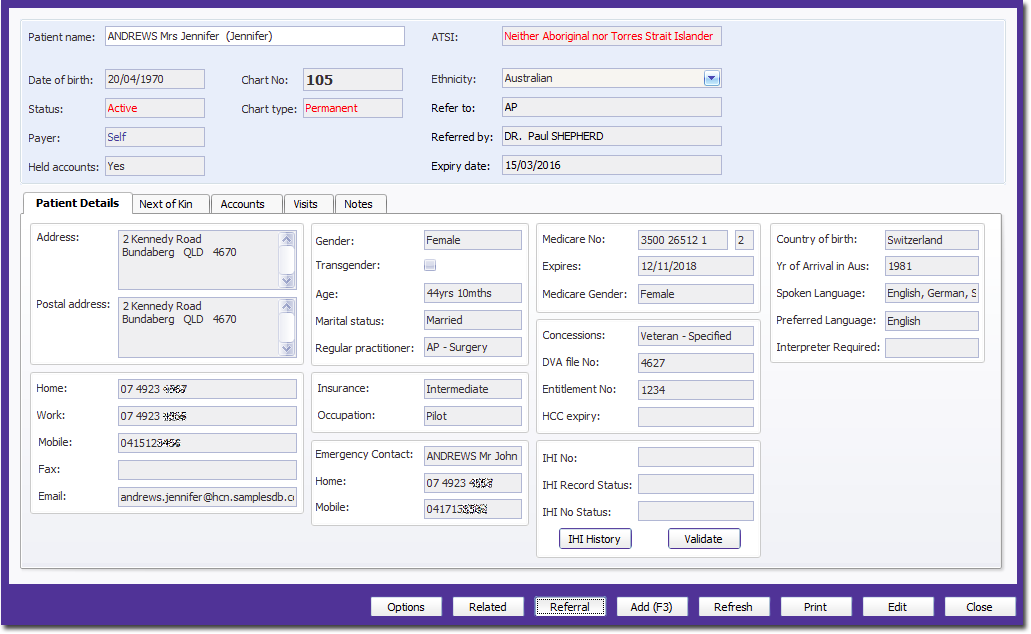 Patient name: ANDREWS Mrs Jennifer (Jennifer)
ATSI: Neither Aboriginal nor Torres Strait Islander
Date of birth: 20/04/1970
Chart No: 105
Ethnicity: Australian
Status: Active
Chart type: Permanent
Refer to: AP
Payer: Self
Referred by: DR. Paul SHEPHERD
Held accounts: Yes
Expiry date: 15/03/2016
Patient Details
Next of Kin
Accounts
Visits
Notes
Address: 2 Kennedy Road
Bundaberg QLD 4670
Postal address: 2 Kennedy Road
Bundaberg QLD 4670
Home: 07 4923
Work: 07 4923
Mobile: 0415123
Fax:
Email: andrews.jennifer@hcn.samplesdb.c
Gender: Female
Transgender:
Age: 44yrs 10mths
Marital status: Married
Regular practitioner: AP - Surgery
Insurance: Intermediate
Occupation: Pilot
Emergency Contact: ANDREWS Mr John
Home: 07 4923
Mobile: 041713
Medicare No: 3500 26512 1 2
Expires: 12/11/2018
Medicare Gender: Female
Concessions: Veteran - Specified
DVA file No: 4627
Entitlement No: 1234
HCC expiry:
IHI No:
IHI Record Status:
IHI No Status:
IHI History
Validate
Country of birth: Switzerland
Yr of Arrival in Aus: 1981
Spoken Language: English, German, S
Preferred Language: English
Interpreter Required:
Options
Related
Referral
Add (F3)
Refresh
Print
Edit
Close